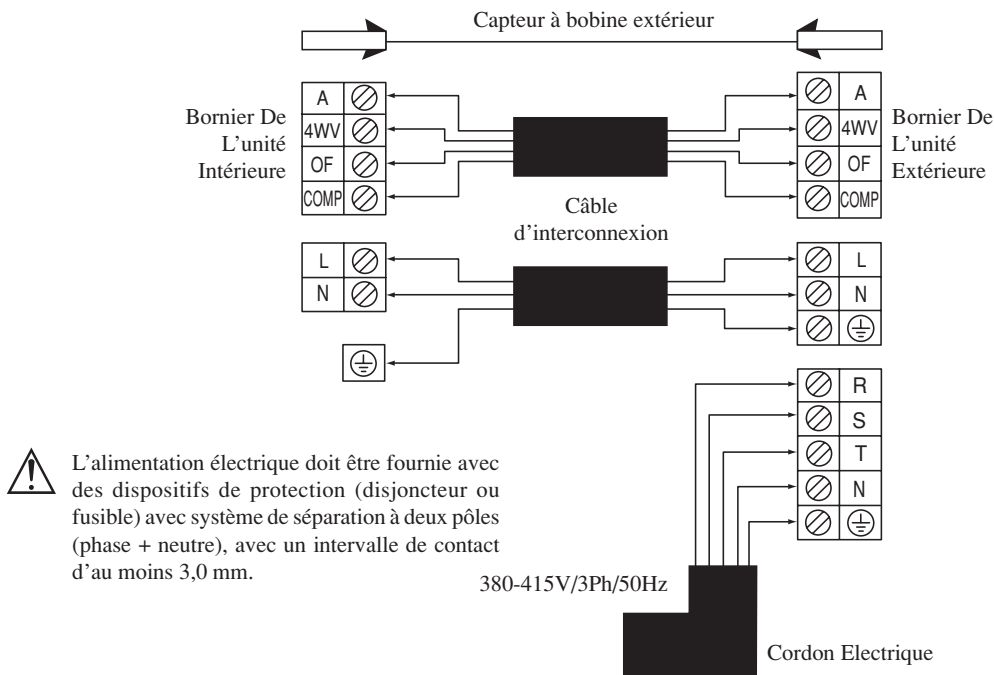 Capteur à bobine extérieur
Bornier De
L'unité
Intérieure
A
4WV
OF
COMP
A
4WV
OF
COMP
Bornier De
L'unité
Extérieure
Câble
d'interconnexion
L
N
L
N
R
S
T
N
L'alimentation électrique doit être fournie avec
des dispositifs de protection (disjoncteur ou
fusible) avec système de séparation à deux pôles
(phase + neutre), avec un intervalle de contact
d'au moins 3,0 mm.
380-415V/3Ph/50Hz
Cordon Electrique